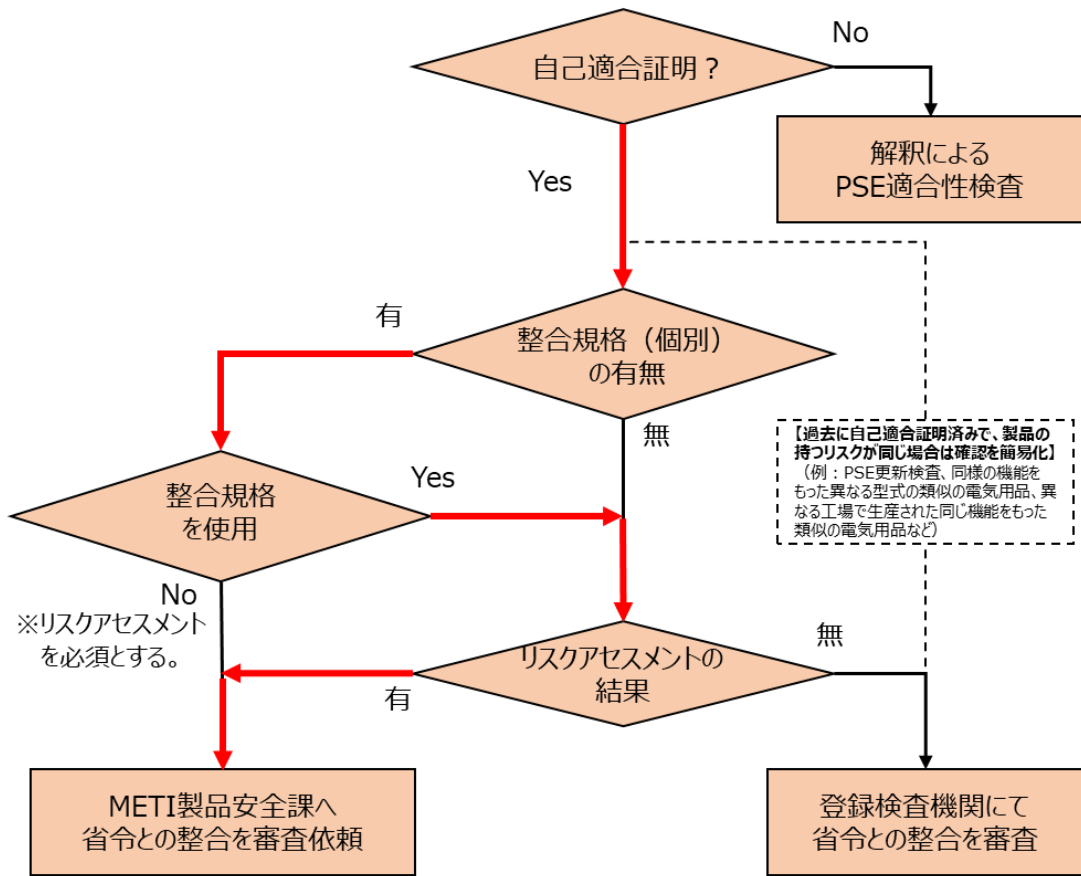 自己適合証明？
No
解釈による
PSE適合性検査
Yes
有
整合規格（個別）
の有無
無
【過去に自己適合証明済みで、製品の
持つリスクが同じ場合は確認を簡易化】
（例：PSE更新検査、同様の機能を
もった異なる型式の類似の電気用品、異
なる工場で生産された同じ機能をもった
類似の電気用品など）
整合規格
を使用
Yes
No
※リスクアセスメント
を必須とする。
リスクアセスメントの
結果
無
有
METI製品安全課へ
省令との整合を審査依頼
登録検査機関にて
省令との整合を審査